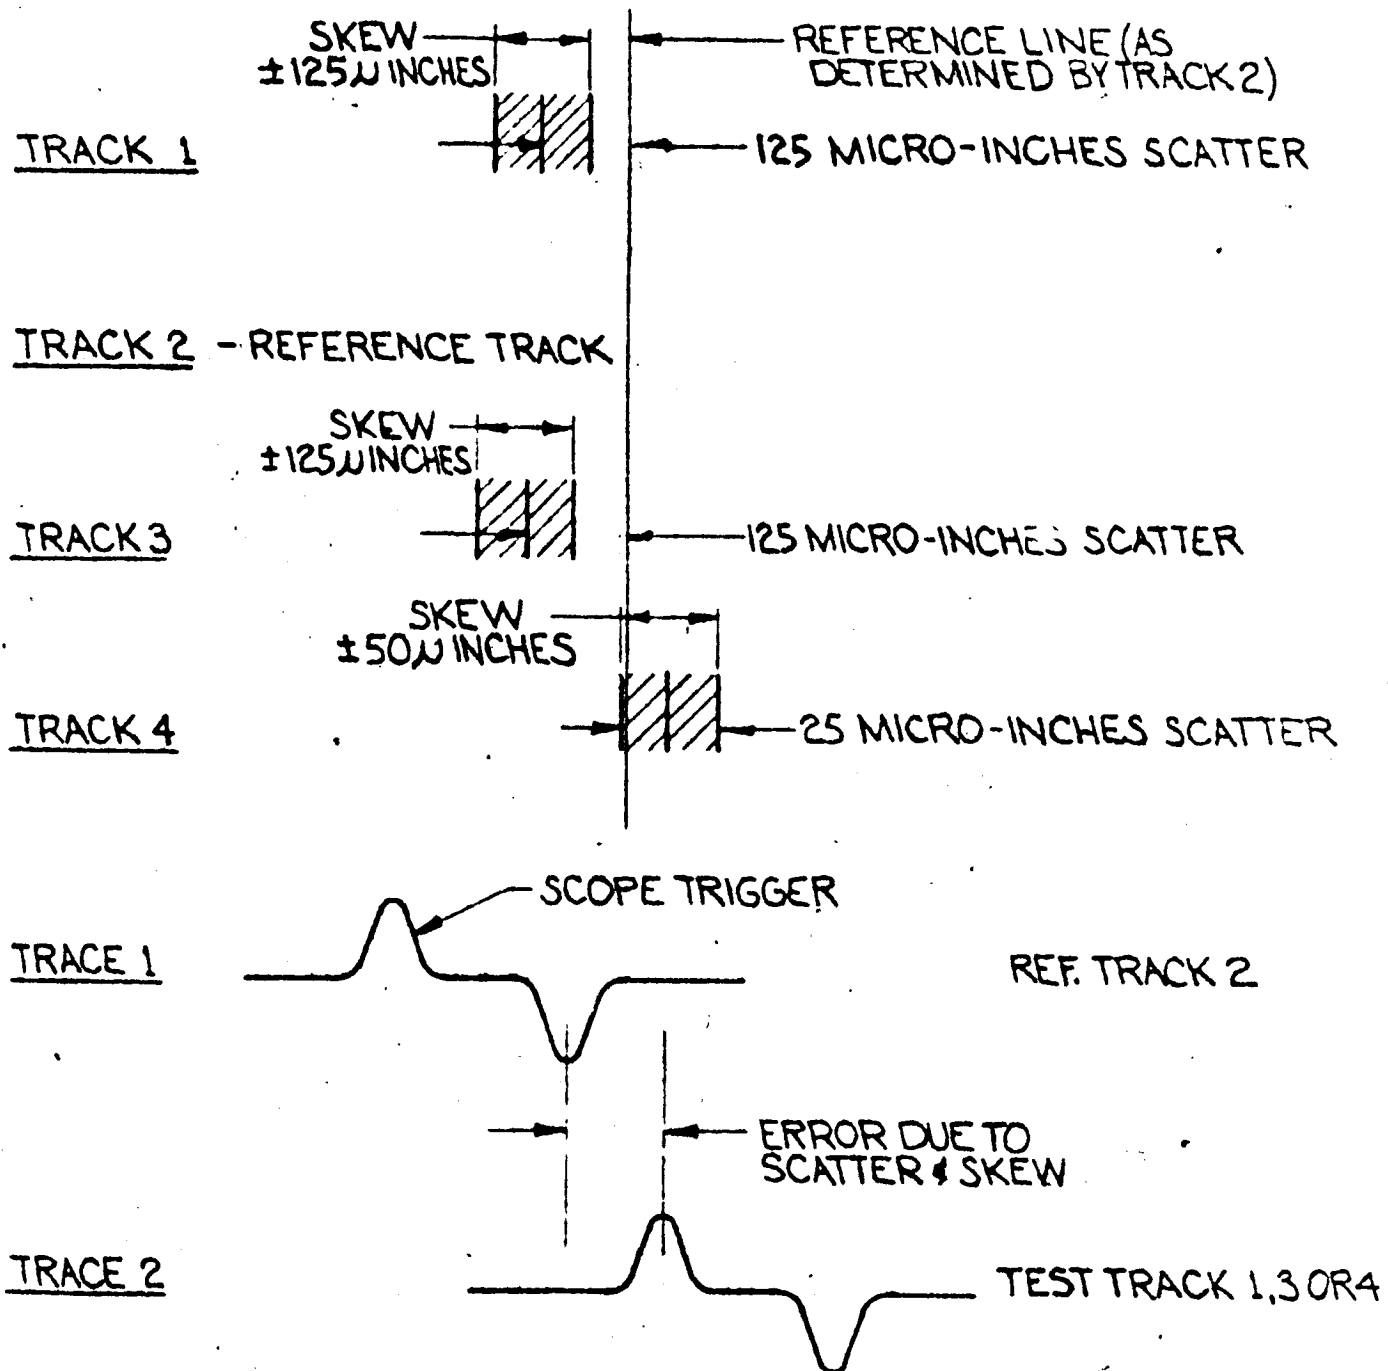 SKEW
±125μ INCHES
REFERENCE LINE (AS
DETERMINED BY TRACK 2)
TRACK 1
125 MICRO-INCHES SCATTER
TRACK 2 - REFERENCE TRACK
SKEW
±125μ INCHES
TRACK 3
125 MICRO-INCHES SCATTER
SKEW
±50μ INCHES
TRACK 4
25 MICRO-INCHES SCATTER
SCOPE TRIGGER
TRACE 1
REF. TRACK 2
ERROR DUE TO
SCATTER & SKEW
TRACE 2
TEST TRACK 1,3 OR 4